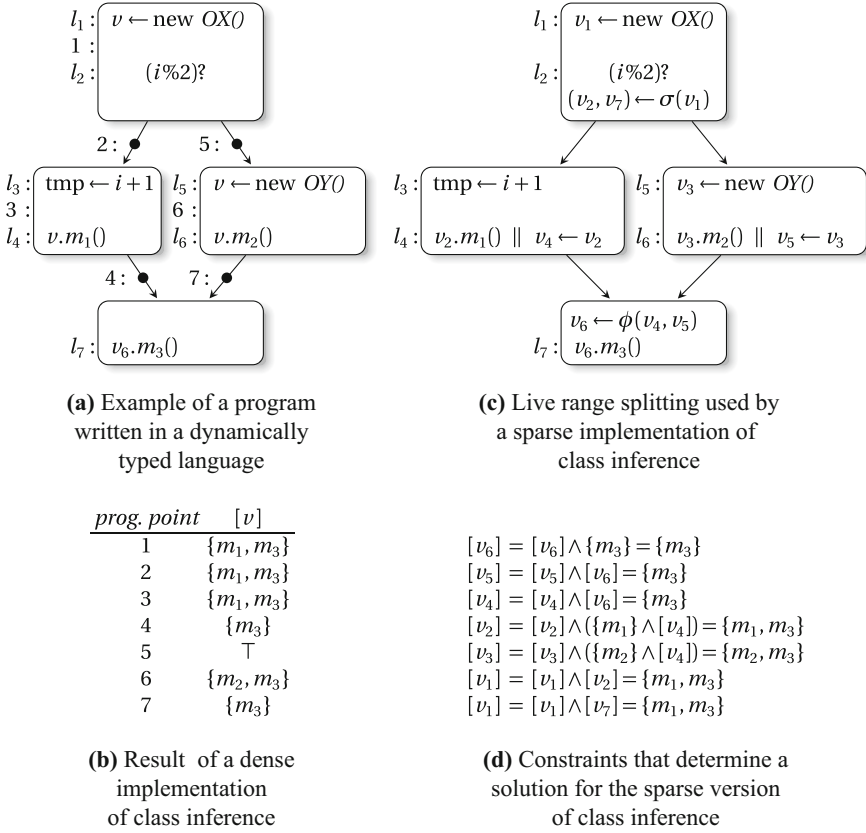 l₁: v ← new OX()
1:
l₂: (i%2)?
2: 5:
l₃: tmp ← i + 1
3:
l₄: v.m₁()
l₅: v ← new OY()
6:
l₆: v.m₂()
4: 7:
l₇: v₆.m₃()
(a) Example of a program
written in a dynamically
typed language
l₁: v₁ ← new OX()
l₂: (i%2)?
(v₂, v₇) ← σ(v₁)
l₃: tmp ← i + 1
l₄: v₂.m₁() ∥ v₄ ← v₂
l₅: v₃ ← new OY()
l₆: v₃.m₂() ∥ v₅ ← v₃
v₆ ← ϕ(v₄, v₅)
l₇: v₆.m₃()
(c) Live range splitting used by
a sparse implementation of
class inference
prog. point [v]
1 {m₁, m₃}
2 {m₁, m₃}
3 {m₁, m₃}
4 {m₃}
5 ⊤
6 {m₂, m₃}
7 {m₃}
(b) Result of a dense
implementation
of class inference
[v₆] = [v₆]∧{m₃} = {m₃}
[v₅] = [v₅]∧[v₆] = {m₃}
[v₄] = [v₄]∧[v₆] = {m₃}
[v₂] = [v₂]∧({m₁}∧[v₄]) = {m₁, m₃}
[v₃] = [v₃]∧({m₂}∧[v₄]) = {m₂, m₃}
[v₁] = [v₁]∧[v₂] = {m₁, m₃}
[v₁] = [v₁]∧[v₇] = {m₁, m₃}
(d) Constraints that determine a
solution for the sparse version
of class inference